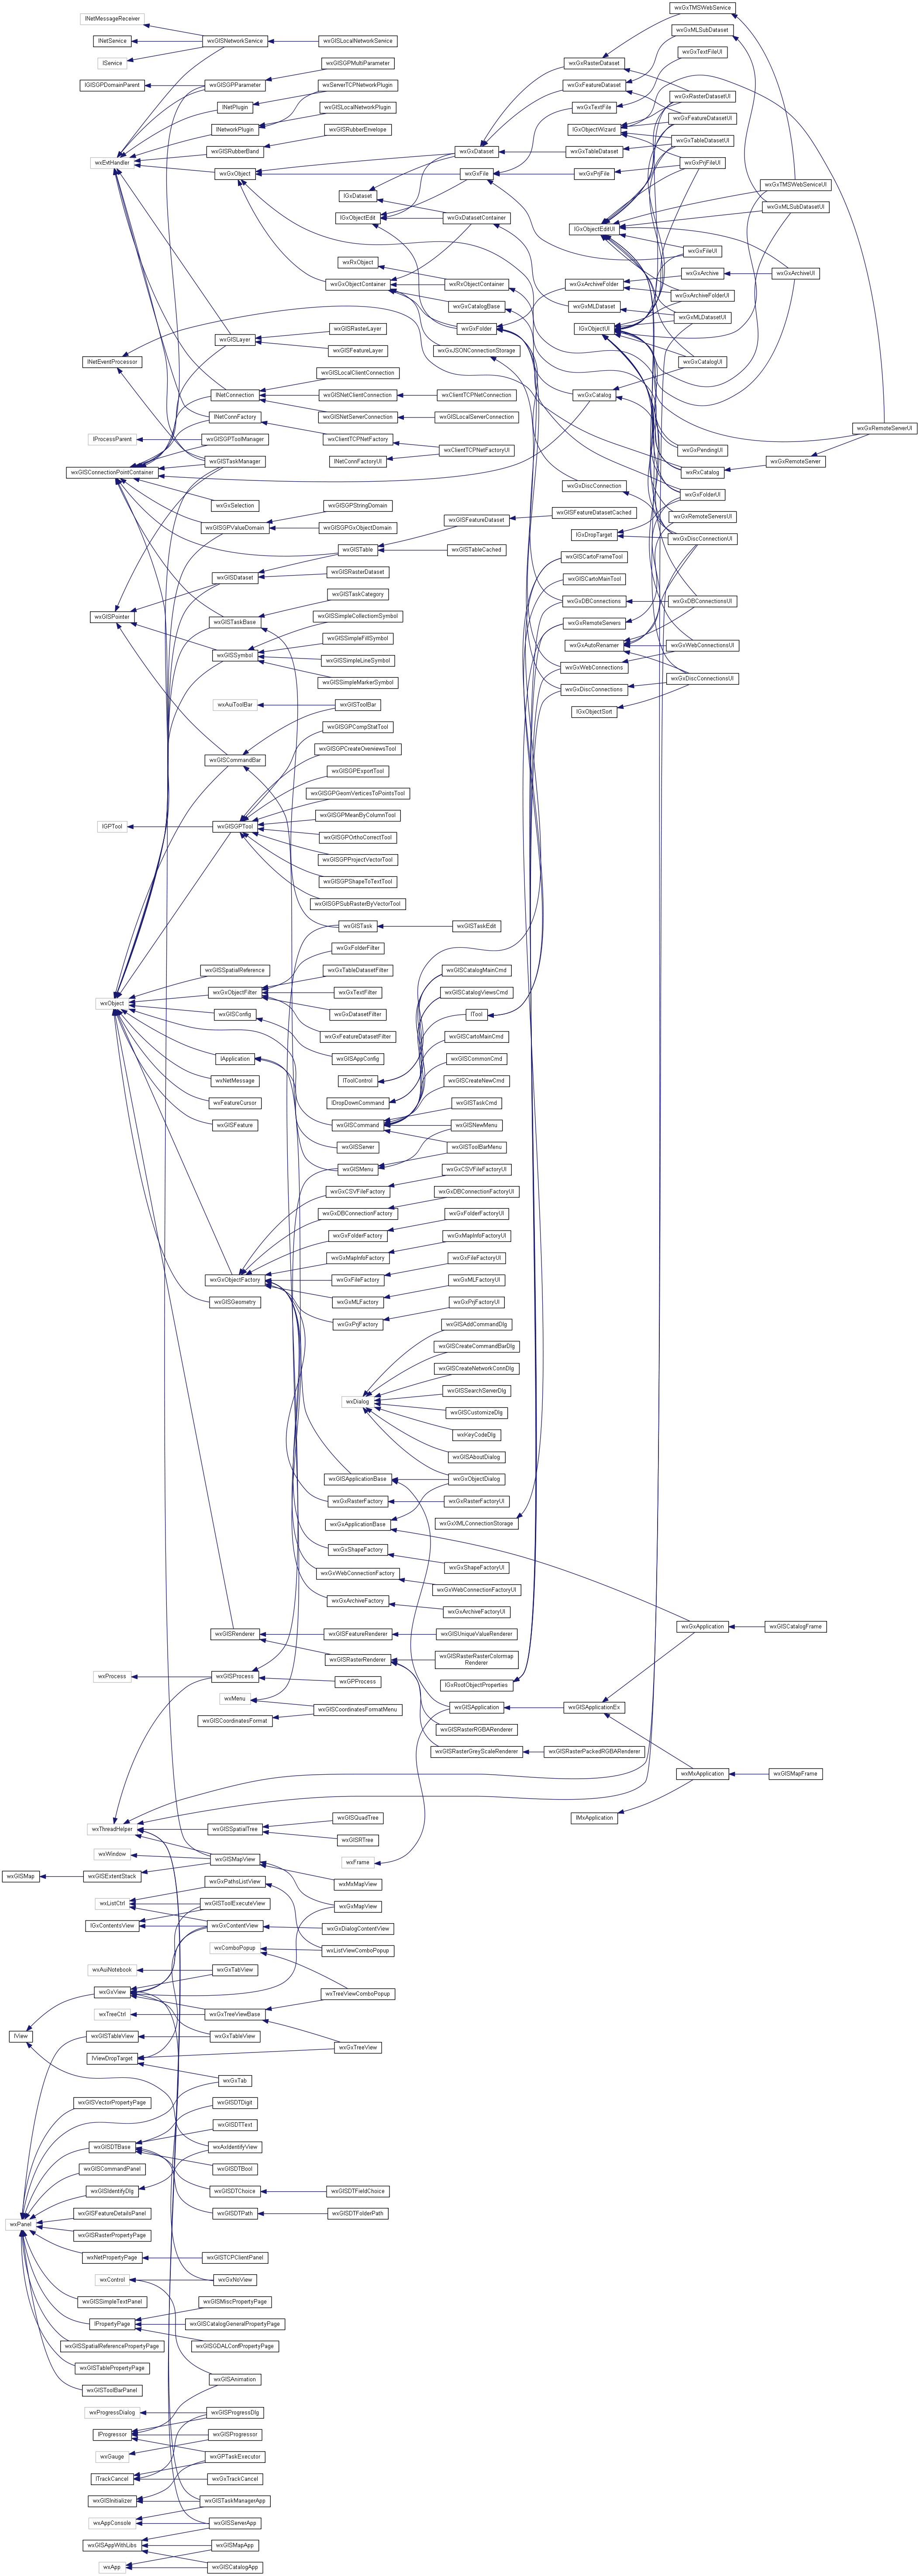 INetMessageReceiver
INetService
IService
IGISGPDomainParent
wxEvtHandler
INetEventProcessor
IProcessParent
wxGISConnectionPointContainer
wxGISPointer
IGPTool
wxObject
wxProcess
wxThreadHelper
wxWindow
wxGISMap
wxGISExtentStack
wxListCtrl
IGxContentsView
wxAuiNotebook
wxGxView
wxTreeCtrl
IView
wxGISTableView
IViewDropTarget
wxGISVectorPropertyPage
wxGISDTBase
wxGISCommandPanel
wxGISIdentifyDlg
wxPanel
wxGISFeatureDetailsPanel
wxGISRasterPropertyPage
wxNetPropertyPage
wxControl
wxGISSimpleTextPanel
IPropertyPage
wxGISSpatialReferencePropertyPage
wxGISTablePropertyPage
wxGISToolBarPanel
wxProgressDialog
IProgressor
wxGauge
ITrackCancel
wxGISInitializer
wxAppConsole
wxGISAppWithLibs
wxApp
wxGISNetworkService
wxGISGPParameter
INetPlugin
INetworkPlugin
wxGISRubberBand
wxGxObject
wxGISLayer
INetConnection
INetConnFactory
wxGISGPToolManager
wxGISTaskManager
wxGxSelection
wxGISGPValueDomain
wxGISDataset
wxGISTaskBase
wxGISSymbol
wxAuiToolBar
wxGISCommandBar
wxGISGPTool
wxGISSpatialReference
wxGxObjectFilter
wxGISConfig
IApplication
wxNetMessage
wxFeatureCursor
wxGISFeature
wxGxObjectFactory
wxGISGeometry
wxGISRenderer
wxGISProcess
wxMenu
wxGISCoordinatesFormat
wxGISSpatialTree
wxGISMapView
wxGxPathsListView
wxGISToolExecuteView
wxGxContentView
wxComboPopup
wxGxTabView
wxGxTreeViewBase
wxGxTableView
wxGxTab
wxGISDTDigit
wxGISDTText
wxAxIdentifyView
wxGISDTBool
wxGISDTChoice
wxGISDTPath
wxGISTCPClientPanel
wxGxNoView
wxGISMiscPropertyPage
wxGISCatalogGeneralPropertyPage
wxGISGDALConfPropertyPage
wxGISAnimation
wxGISProgressDlg
wxGISProgressor
wxGPTaskExecutor
wxGxTrackCancel
wxGISTaskManagerApp
wxGISServerApp
wxGISMapApp
wxGISCatalogApp
wxGISLocalNetworkService
wxGISGPMultiParameter
wxServerTCPNetworkPlugin
wxGISLocalNetworkPlugin
wxGISRubberEnvelope
IGxDataset
IGxObjectEdit
wxRxObject
wxGxObjectContainer
wxGISRasterLayer
wxGISFeatureLayer
wxGISLocalClientConnection
wxGISNetClientConnection
wxGISNetServerConnection
wxClientTCPNetFactory
INetConnFactoryUI
wxGISGPStringDomain
wxGISGPGxObjectDomain
wxGISTable
wxGISRasterDataset
wxGISTaskCategory
wxGISSimpleCollectiomSymbol
wxGISSimpleFillSymbol
wxGISSimpleLineSymbol
wxGISSimpleMarkerSymbol
wxGISToolBar
wxGISGPCompStatTool
wxGISGPCreateOverviewsTool
wxGISGPExportTool
wxGISGPGeomVerticesToPointsTool
wxGISGPMeanByColumnTool
wxGISGPOrthoCorrectTool
wxGISGPProjectVectorTool
wxGISGPShapeToTextTool
wxGISGPSubRasterByVectorTool
wxGISTask
wxGxFolderFilter
wxGxTableDatasetFilter
wxGxTextFilter
wxGxDatasetFilter
wxGxFeatureDatasetFilter
wxGISAppConfig
IToolControl
IDropDownCommand
wxGISCommand
wxGISServer
wxGISMenu
wxGxCSVFileFactory
wxGxDBConnectionFactory
wxGxFolderFactory
wxGxMapInfoFactory
wxGxFileFactory
wxGxMLFactory
wxGxPrjFactory
wxDialog
wxGISApplicationBase
wxGxRasterFactory
wxGxApplicationBase
wxGxShapeFactory
wxGxWebConnectionFactory
wxGxArchiveFactory
wxGISFeatureRenderer
wxGISRasterRenderer
wxGPProcess
wxGISCoordinatesFormatMenu
wxGISQuadTree
wxGISRTree
wxFrame
wxMxMapView
wxGxMapView
wxGxDialogContentView
wxListViewComboPopup
wxTreeViewComboPopup
wxGxTreeView
wxGISDTFieldChoice
wxGISDTFolderPath
wxGxDataset
wxGxFile
wxGxDatasetContainer
wxRxObjectContainer
wxGxCatalogBase
wxGxFolder
wxGxJSONConnectionStorage
wxClientTCPNetConnection
wxGISLocalServerConnection
wxClientTCPNetFactoryUI
wxGISFeatureDataset
wxGISTableCached
wxGISTaskEdit
wxGISCatalogMainCmd
wxGISCatalogViewsCmd
ITool
wxGISCartoMainCmd
wxGISCommonCmd
wxGISCreateNewCmd
wxGISTaskCmd
wxGISNewMenu
wxGISToolBarMenu
wxGxCSVFileFactoryUI
wxGxDBConnectionFactoryUI
wxGxFolderFactoryUI
wxGxMapInfoFactoryUI
wxGxFileFactoryUI
wxGxMLFactoryUI
wxGxPrjFactoryUI
wxGISAddCommandDlg
wxGISCreateCommandBarDlg
wxGISCreateNetworkConnDlg
wxGISSearchServerDlg
wxGISCustomizeDlg
wxKeyCodeDlg
wxGISAboutDialog
wxGxObjectDialog
wxGxRasterFactoryUI
wxGxXMLConnectionStorage
wxGxShapeFactoryUI
wxGxWebConnectionFactoryUI
wxGxArchiveFactoryUI
wxGISUniqueValueRenderer
wxGISRasterRasterColormap
Renderer
IGxRootObjectProperties
wxGISApplication
wxGISRasterRGBARenderer
wxGISRasterGreyScaleRenderer
wxGxRasterDataset
wxGxFeatureDataset
wxGxTextFile
IGxObjectWizard
wxGxTableDataset
wxGxPrjFile
IGxObjectEditUI
wxGxArchiveFolder
wxGxMLDataset
IGxObjectUI
wxGxCatalog
wxGxDiscConnection
wxGISFeatureDatasetCached
IGxDropTarget
wxGISCartoFrameTool
wxGISCartoMainTool
wxGxDBConnections
wxGxRemoteServers
wxGxAutoRenamer
wxGxWebConnections
wxGxDiscConnections
IGxObjectSort
wxGISApplicationEx
wxGISRasterPackedRGBARenderer
IMxApplication
wxGxTMSWebService
wxGxMLSubDataset
wxGxTextFileUI
wxGxRasterDatasetUI
wxGxFeatureDatasetUI
wxGxTableDatasetUI
wxGxPrjFileUI
wxGxFileUI
wxGxArchive
wxGxArchiveFolderUI
wxGxMLDatasetUI
wxGxCatalogUI
wxGxPendingUI
wxRxCatalog
wxGxFolderUI
wxGxRemoteServersUI
wxGxDiscConnectionUI
wxGxDBConnectionsUI
wxGxWebConnectionsUI
wxGxDiscConnectionsUI
wxGxApplication
wxMxApplication
wxGxTMSWebServiceUI
wxGxMLSubDatasetUI
wxGxArchiveUI
wxGxRemoteServer
wxGISCatalogFrame
wxGISMapFrame
wxGxRemoteServerUI